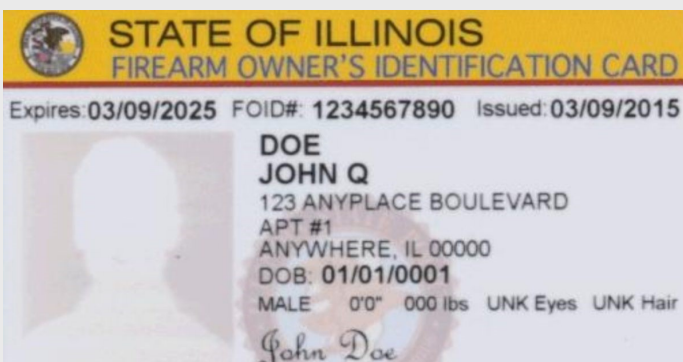 STATE OF ILLINOIS
FIREARM OWNER'S IDENTIFICATION CARD
Expires: 03/09/2025 FOID#: 1234567890 Issued: 03/09/2015
DOE
JOHN Q
123 ANYPLACE BOULEVARD
APT #1
ANYWHERE, IL 00000
DOB: 01/01/0001
MALE 0'0" 000 lbs UNK Eyes UNK Hair
John Doe